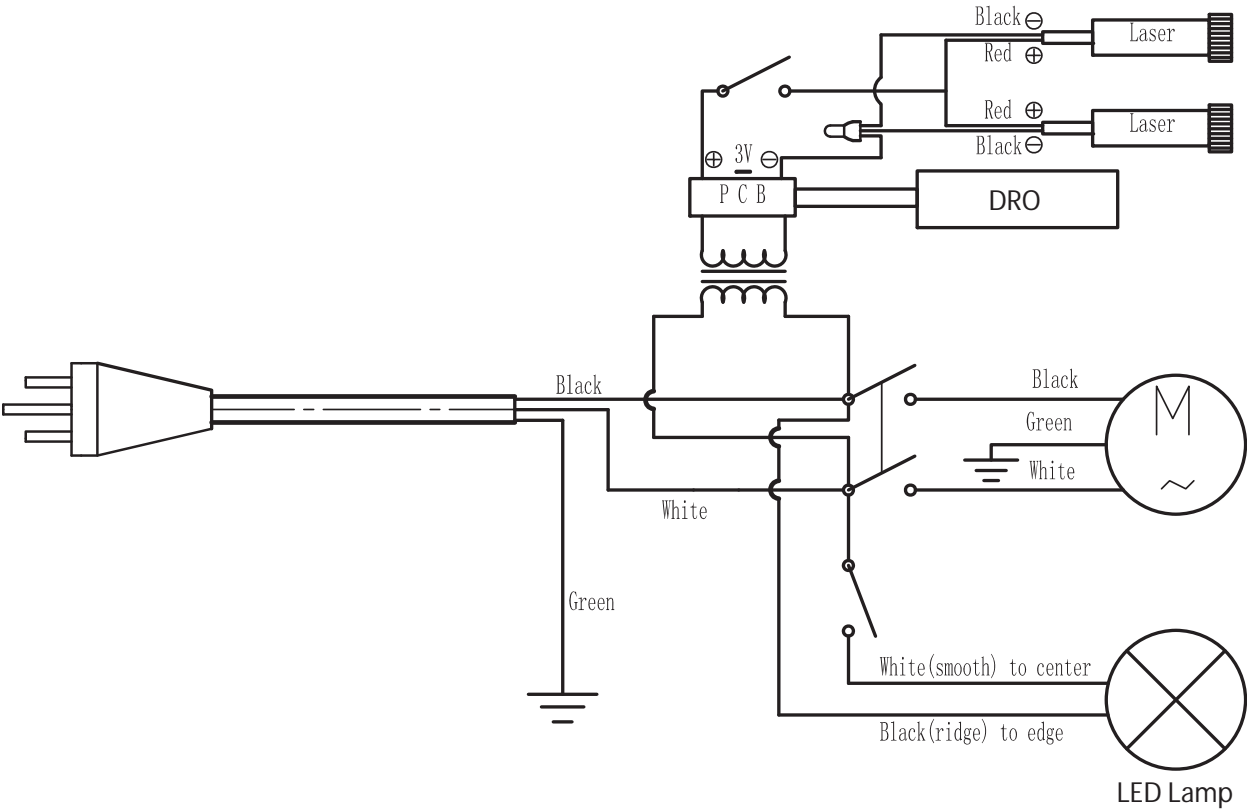 Black ⊖
Laser
Red ⊕
Red ⊕
Laser
Black ⊖
⊕ 3V ⊖
PCB
DRO
Black
Black
M
Green
White
~
White
Green
White(smooth) to center
Black(ridge) to edge
LED Lamp